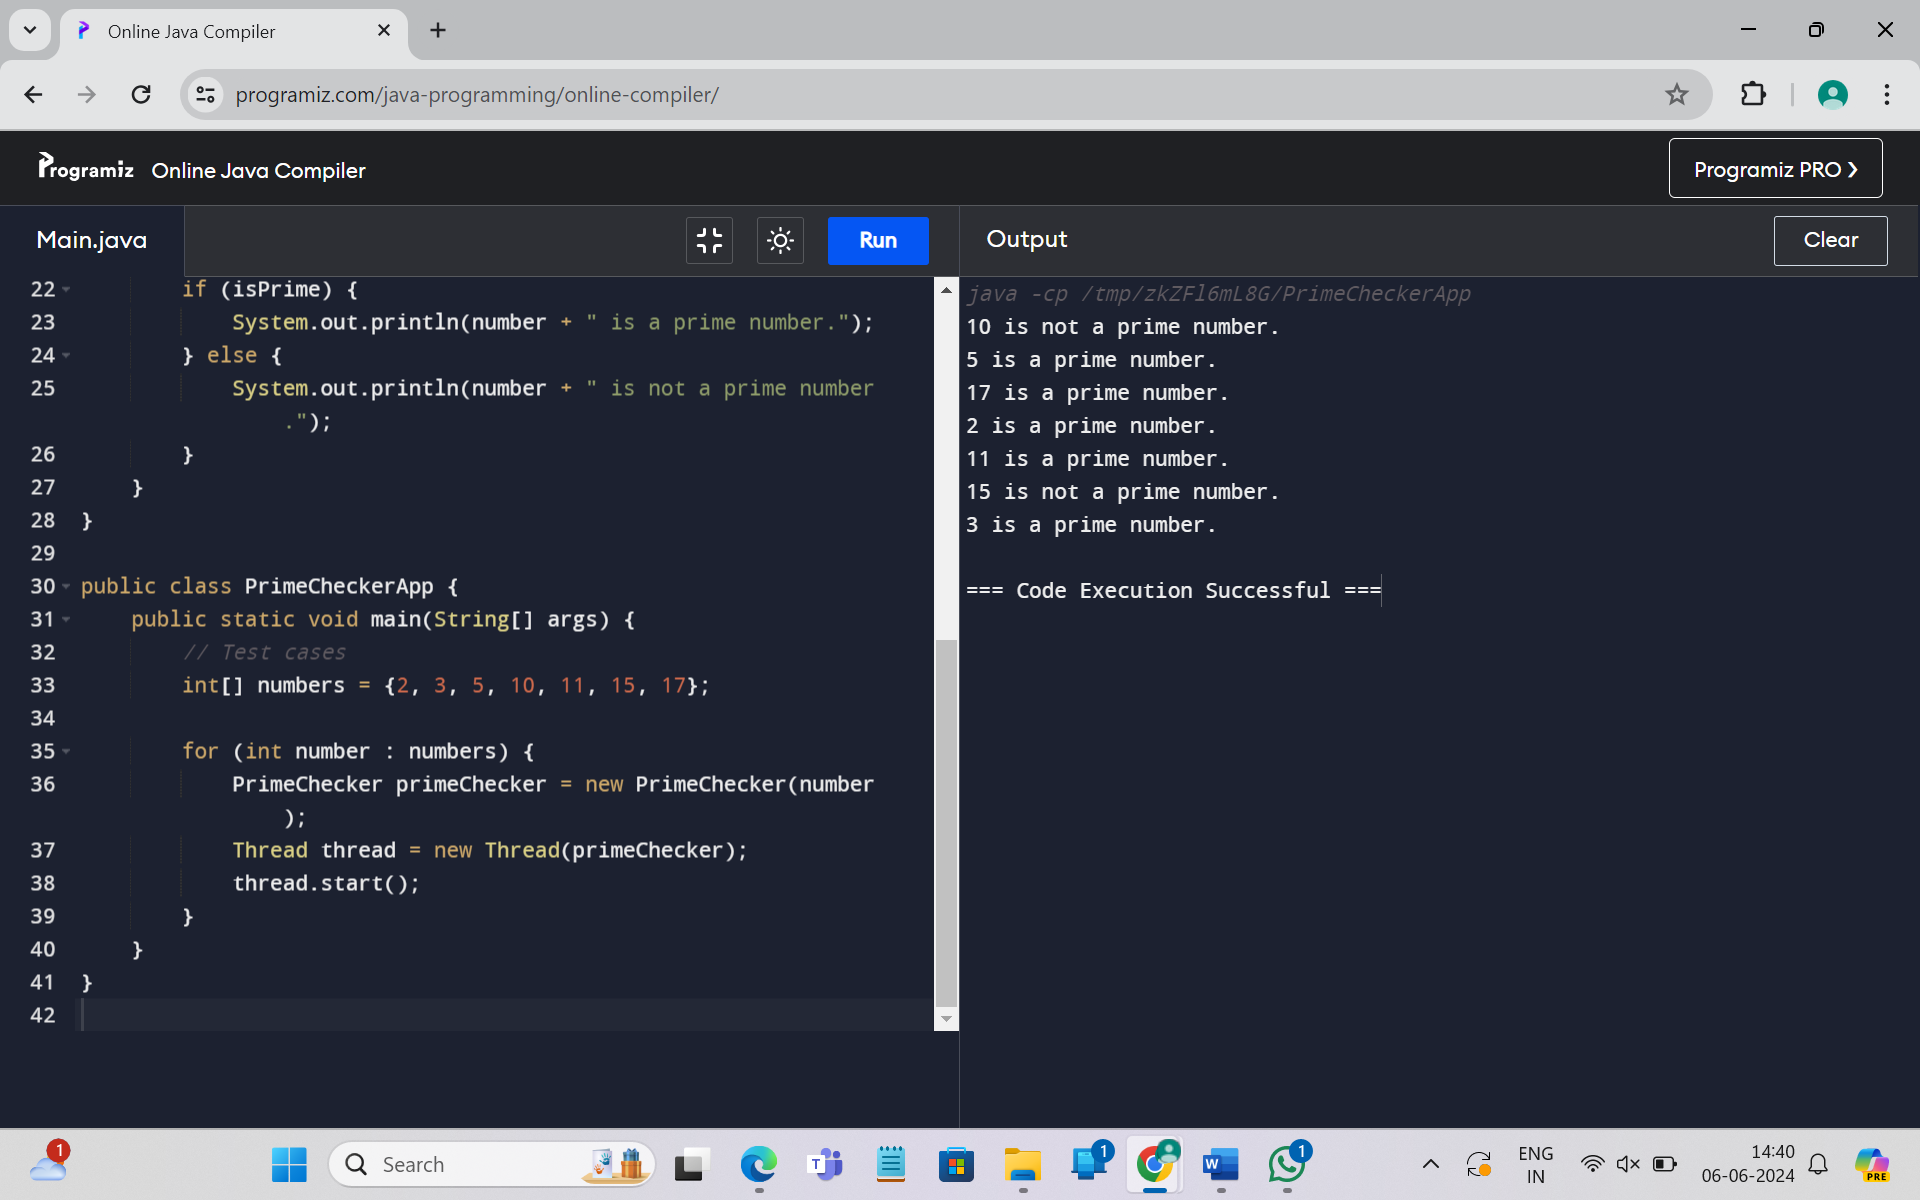 Online Java Compiler
programiz.com/java-programming/online-compiler/
Programiz Online Java Compiler
Programiz PRO ❯
Main.java
Run
22 if (isPrime) {
23 System.out.println(number + " is a prime number.");
24 } else {
25 System.out.println(number + " is not a prime number
.");
26 }
27 }
28 }
29
30 public class PrimeCheckerApp {
31 public static void main(String[] args) {
32 // Test cases
33 int[] numbers = {2, 3, 5, 10, 11, 15, 17};
34
35 for (int number : numbers) {
36 PrimeChecker primeChecker = new PrimeChecker(number
);
37 Thread thread = new Thread(primeChecker);
38 thread.start();
39 }
40 }
41 }
42
Output
Clear
java -cp /tmp/zkZFl6mL8G/PrimeCheckerApp
10 is not a prime number.
5 is a prime number.
17 is a prime number.
2 is a prime number.
11 is a prime number.
15 is not a prime number.
3 is a prime number.
=== Code Execution Successful ===
1
Search
T
1
W
1
ENG
IN
14:40
06-06-2024
PRE